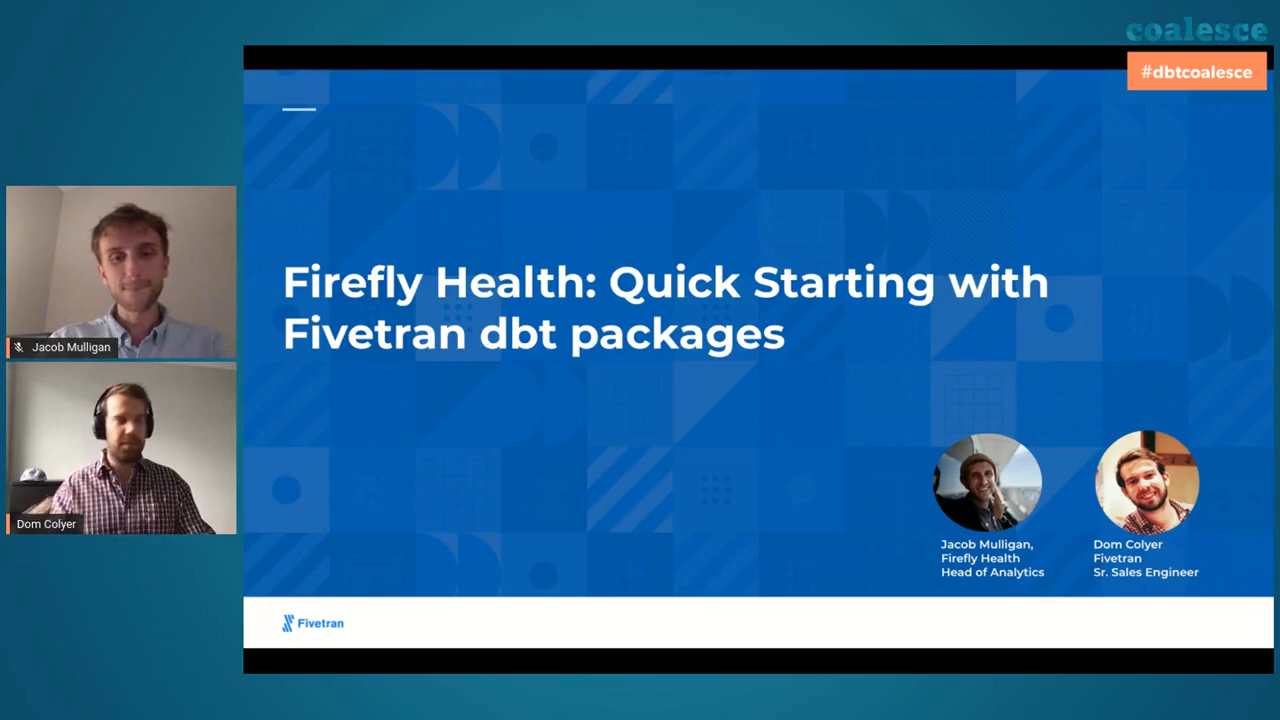 coalesce
#dbtcoalesce
Jacob Mulligan
Dom Colyer
Firefly Health: Quick Starting with
Fivetran dbt packages
Jacob Mulligan,
Firefly Health
Head of Analytics
Dom Colyer
Fivetran
Sr. Sales Engineer
Fivetran